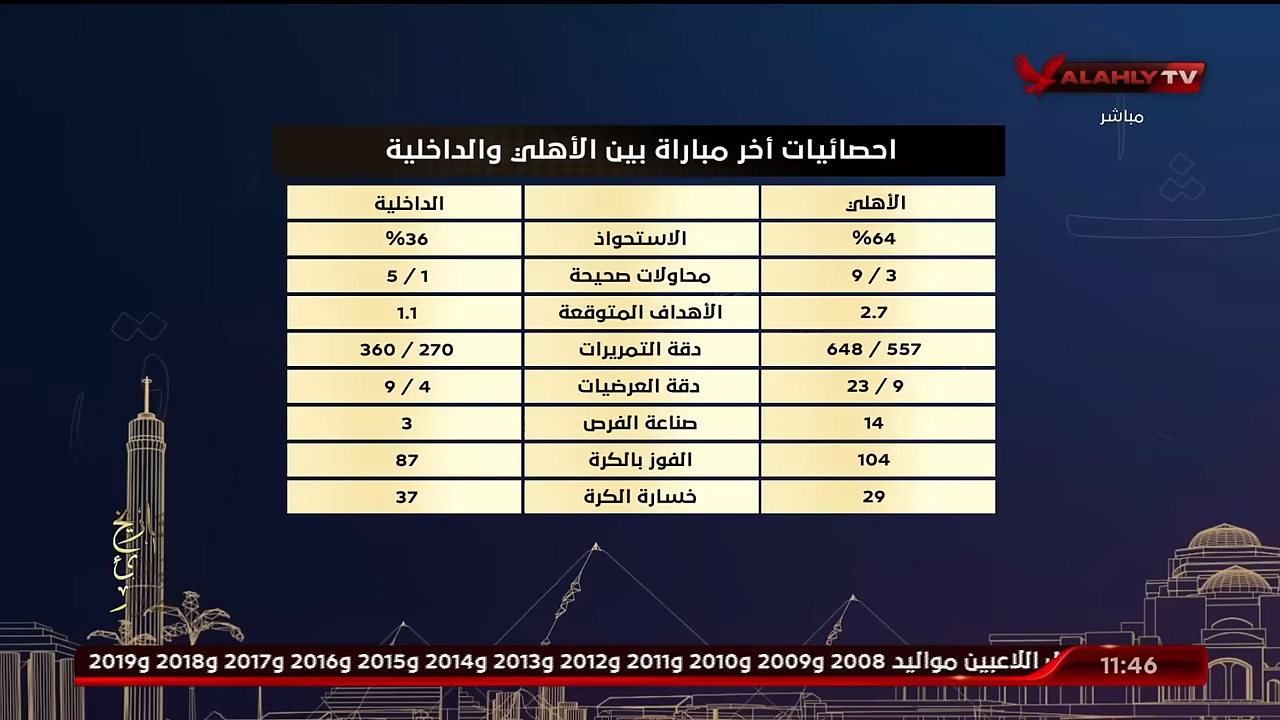 ALAHLY TV
مباشر
احصائيات أخر مباراة بين الأهلي والداخلية
الأهلي الداخلية
%64 الاستحواذ %36
9 / 3 محاولات صحيحة 5 / 1
2.7 الأهداف المتوقعة 1.1
648 / 557 دقة التمريرات 360 / 270
23 / 9 دقة العرضيات 9 / 4
14 صناعة الفرص 3
104 الفوز بالكرة 87
29 خسارة الكرة 37
11:46
اللاعبين مواليد 2008 و2009 و2010 و2011 و2012 و2013 و2014 و2015 و2016 و2017 و2018 و2019